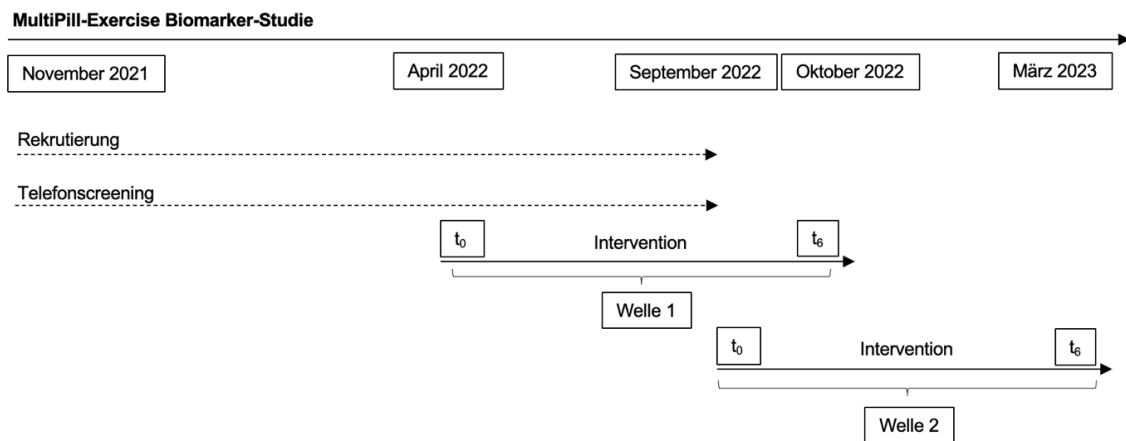 MultiPill-Exercise Biomarker-Studie
November 2021 April 2022 September 2022 Oktober 2022 März 2023
Rekrutierung
Telefonscreening
t₀ Intervention t₆
Welle 1
t₀ Intervention t₆
Welle 2